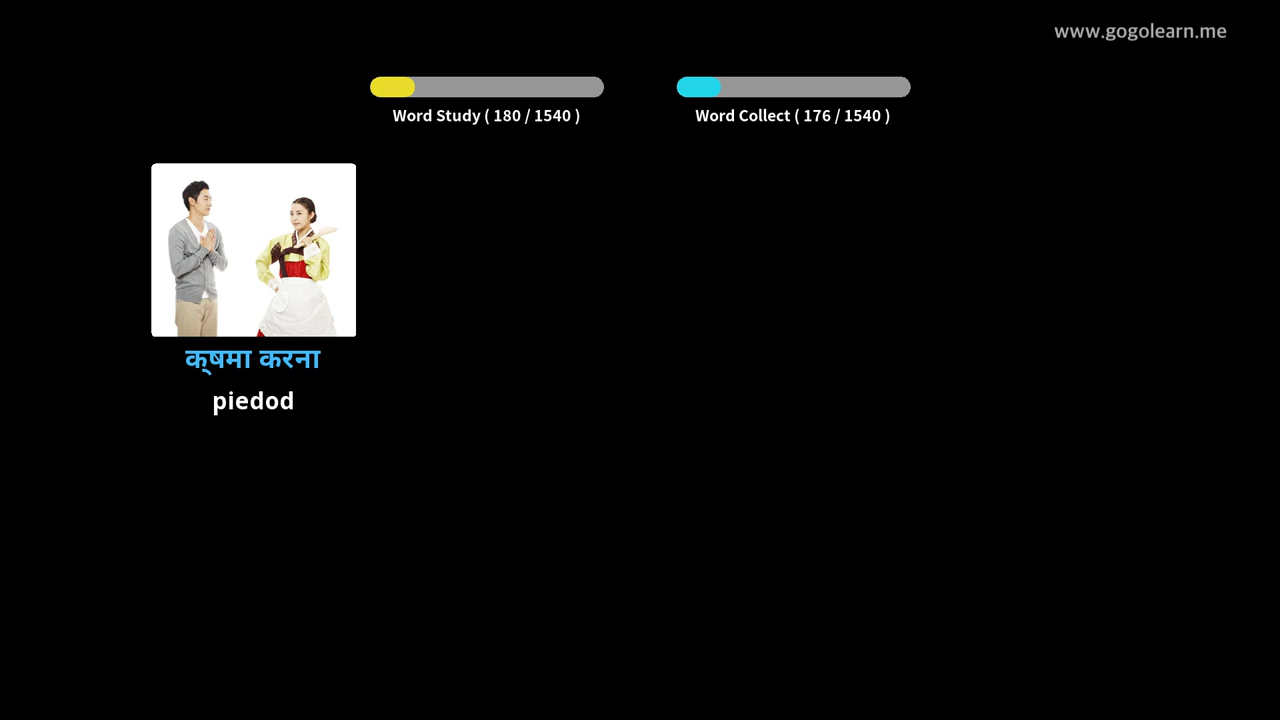 www.gogolearn.me
Word Study ( 180 / 1540 )
Word Collect ( 176 / 1540 )
क्षमा करना
piedod